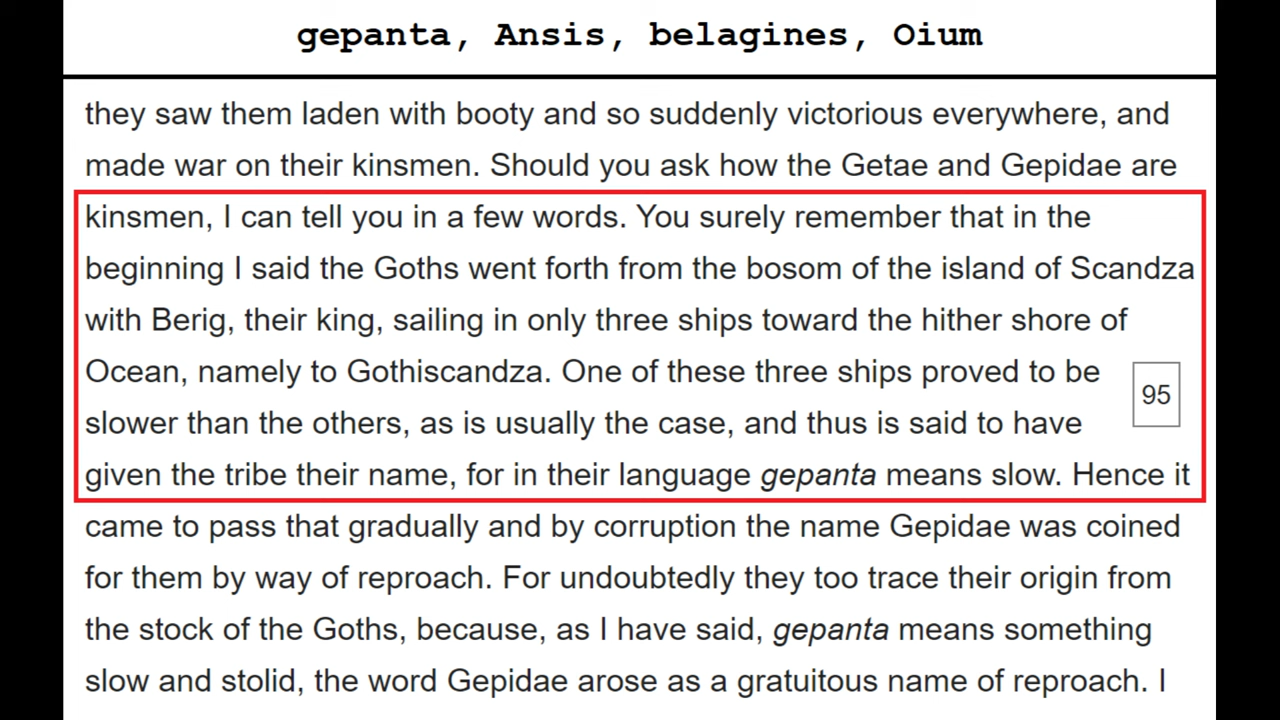 gepanta, Ansis, belagines, Oium
they saw them laden with booty and so suddenly victorious everywhere, and
made war on their kinsmen. Should you ask how the Getae and Gepidae are
kinsmen, I can tell you in a few words. You surely remember that in the
beginning I said the Goths went forth from the bosom of the island of Scandza
with Berig, their king, sailing in only three ships toward the hither shore of
Ocean, namely to Gothiscandza. One of these three ships proved to be
95
slower than the others, as is usually the case, and thus is said to have
given the tribe their name, for in their language gepanta means slow. Hence it
came to pass that gradually and by corruption the name Gepidae was coined
for them by way of reproach. For undoubtedly they too trace their origin from
the stock of the Goths, because, as I have said, gepanta means something
slow and stolid, the word Gepidae arose as a gratuitous name of reproach. I